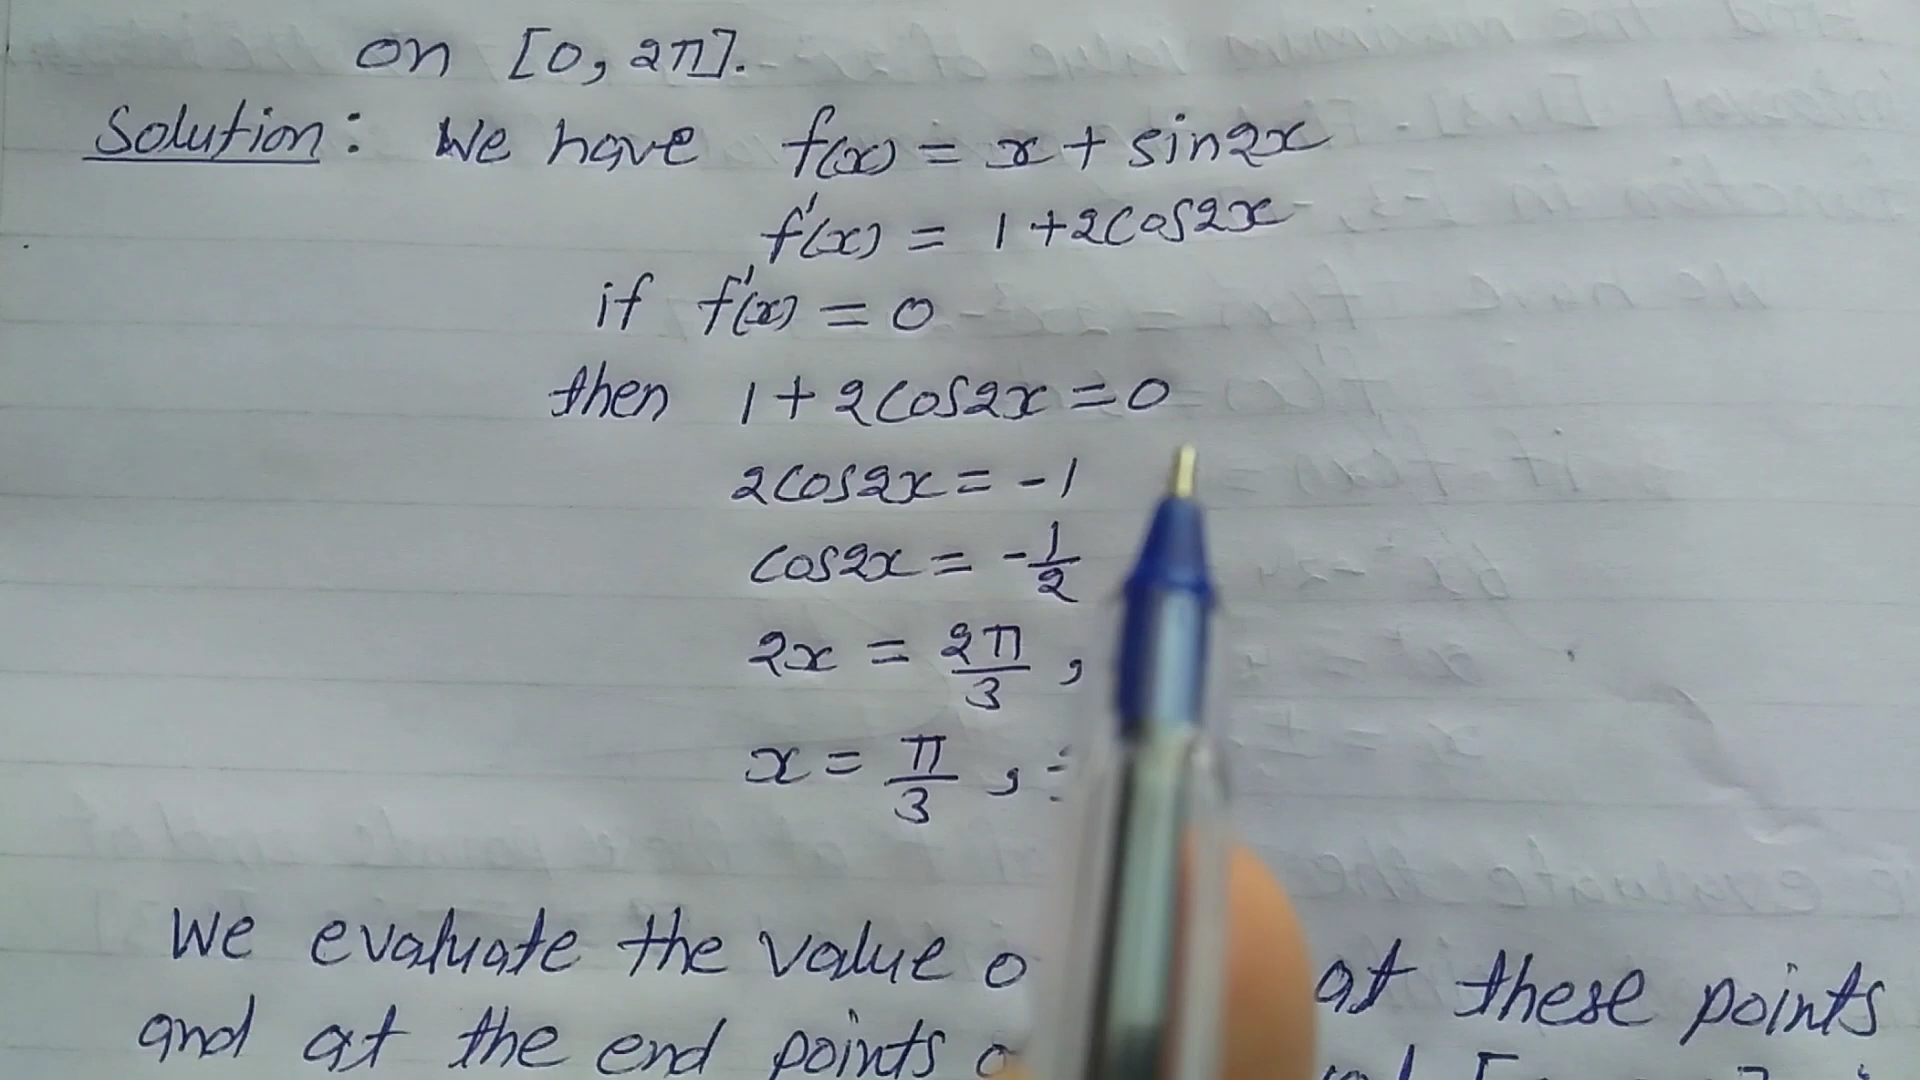 on [0, 2π].
Solution: We have f(x) = x + sin2x
f'(x) = 1 + 2cos2x
if f'(x) = 0
then 1 + 2cos2x = 0
2cos2x = -1
cos2x = -1/2
2x = 2π/3 ,
x = π/3 ,
We evaluate the value at these points
and at the end points